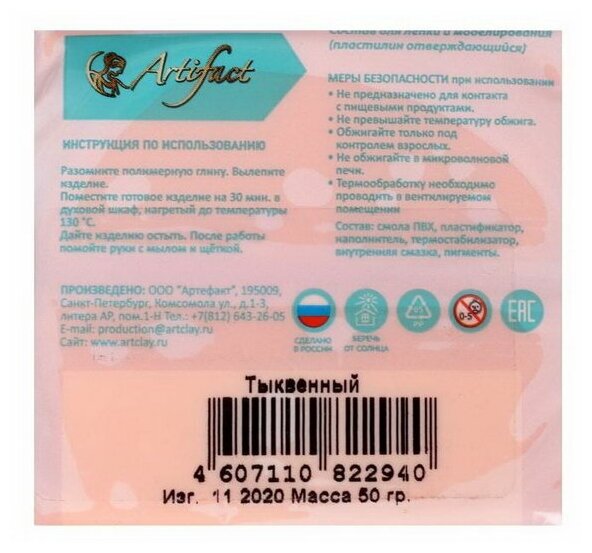 Artifact
ИНСТРУКЦИЯ ПО ИСПОЛЬЗОВАНИЮ
Разомните полимерную глину. Вылепите
изделие.
Поместите готовое изделие на 30 мин. в
духовой шкаф, нагретый до температуры
130 °С.
Дайте изделию остыть. После работы
помойте руки с мылом и щёткой.
Состав для лепки и моделирования
(пластилин отверждающийся)
МЕРЫ БЕЗОПАСНОСТИ при использовании
• Не предназначено для контакта
с пищевыми продуктами.
• Не превышайте температуру обжига.
• Обжигайте только под
контролем взрослых.
• Не обжигайте в микроволновой
печи.
• Термообработку необходимо
проводить в вентилируемом
помещении
Состав: смола ПВХ, пластификатор,
наполнитель, термостабилизатор,
внутренняя смазка, пигменты.
ПРОИЗВЕДЕНО: ООО "Артефакт", 195009,
Санкт-Петербург, Комсомола ул., д.1-3,
литера АР, пом.1-Н Тел.: +7(812) 643-26-05
E-mail: production@artclay.ru
Сайт: www.artclay.ru
СДЕЛАНО
В РОССИИ
БЕРЕЧЬ
ОТ СОЛНЦА
05
PP
0-5
EAC
Тыквенный
4 607110 822940
Изг. 11 2020 Масса 50 гр.